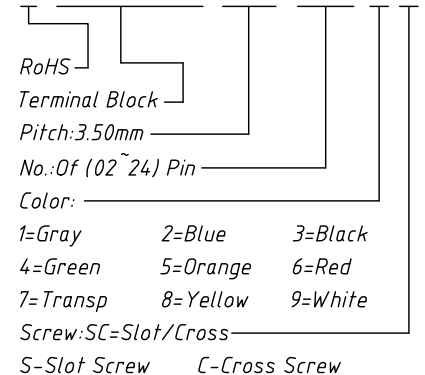 RoHS
Terminal Block
Pitch:3.50mm
No.:Of (02~24) Pin
Color:
1=Gray 2=Blue 3=Black
4=Green 5=Orange 6=Red
7=Transp 8=Yellow 9=White
Screw:SC=Slot/Cross
S-Slot Screw C-Cross Screw